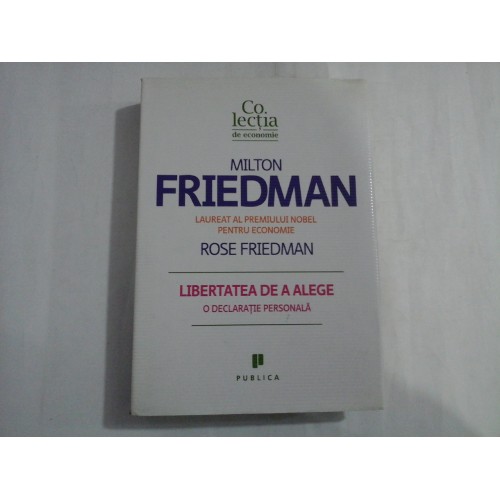 Co.
lecția
de economie
MILTON
FRIEDMAN
LAUREAT AL PREMIULUI NOBEL
PENTRU ECONOMIE
ROSE FRIEDMAN
LIBERTATEA DE A ALEGE
O DECLARAȚIE PERSONALĂ
PUBLICA